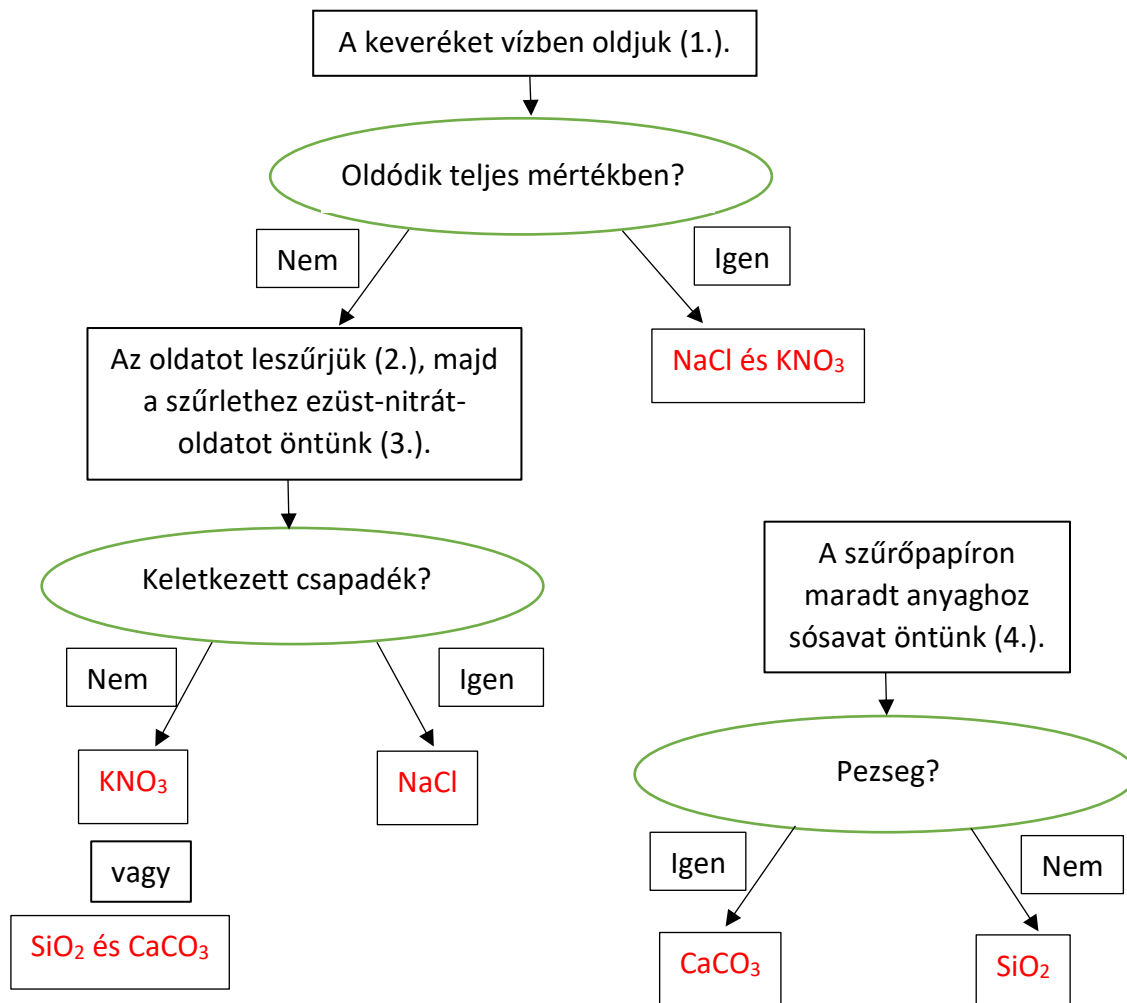 A keveréket vízben oldjuk (1.).
Oldódik teljes mértékben?
Nem
Igen
Az oldatot leszűrjük (2.), majd
a szűrlethez ezüst-nitrát-
oldatot öntünk (3.).
NaCl és KNO₃
Keletkezett csapadék?
A szűrőpapíron
maradt anyaghoz
sósavat öntünk (4.).
Nem
Igen
KNO₃
NaCl
Pezseg?
vagy
Igen
Nem
SiO₂ és CaCO₃
CaCO₃
SiO₂